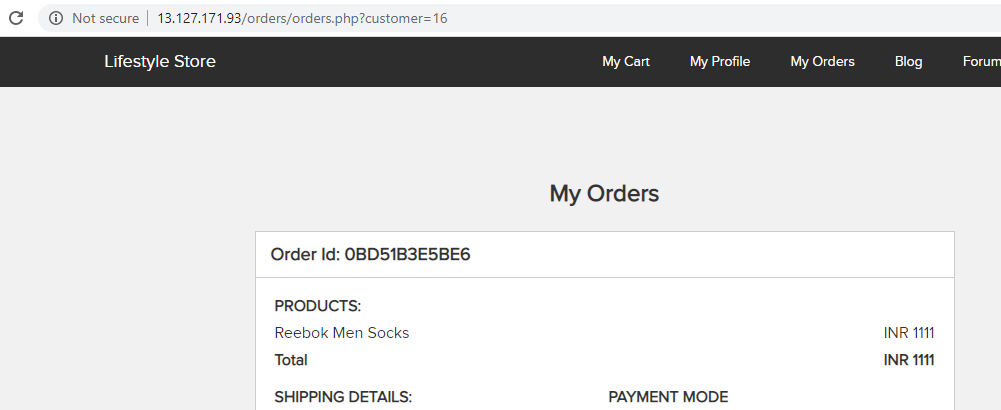 Not secure 13.127.171.93/orders/orders.php?customer=16
Lifestyle Store My Cart My Profile My Orders Blog Forum
My Orders
Order Id: 0BD51B3E5BE6
PRODUCTS:
Reebok Men Socks INR 1111
Total INR 1111
SHIPPING DETAILS: PAYMENT MODE